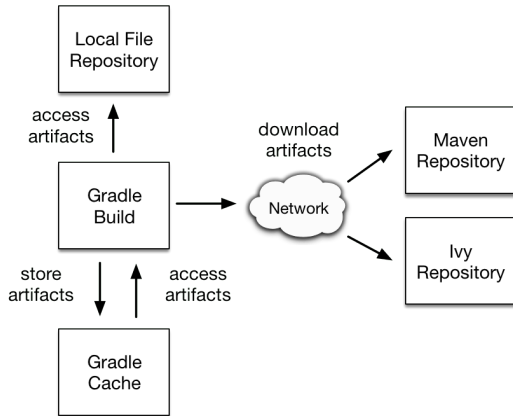 Local File
Repository
access
artifacts
download
artifacts
Maven
Repository
Gradle
Build
Network
Ivy
Repository
store
artifacts
access
artifacts
Gradle
Cache